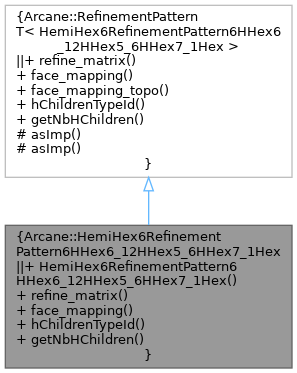 {Arcane::RefinementPattern
T< HemiHex6RefinementPattern6HHex6
_12HHex5_6HHex7_1Hex >
||+ refine_matrix()
+ face_mapping()
+ face_mapping_topo()
+ hChildrenTypeId()
+ getNbHChildren()
# asImp()
# asImp()
}
{Arcane::HemiHex6Refinement
Pattern6HHex6_12HHex5_6HHex7_1Hex
||+ HemiHex6RefinementPattern6
HHex6_12HHex5_6HHex7_1Hex()
+ refine_matrix()
+ face_mapping()
+ hChildrenTypeId()
+ getNbHChildren()
}